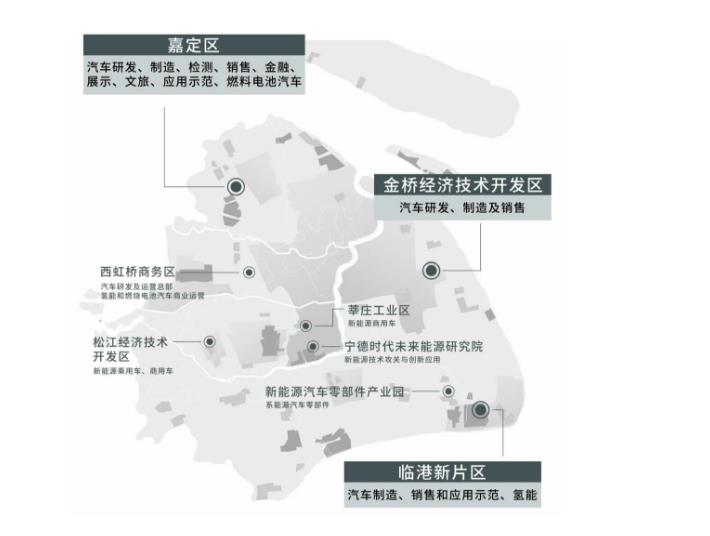 嘉定区
汽车研发、制造、检测、销售、金融、
展示、文旅、应用示范、燃料电池汽车
金桥经济技术开发区
汽车研发、制造及销售
西虹桥商务区
汽车研发及运营总部
氢能和燃烧电池汽车商业运营
莘庄工业区
新能源商用车
松江经济技术
开发区
新能源乘用车、商用车
宁德时代未来能源研究院
新能源技术攻关与创新应用
新能源汽车零部件产业园
系能源汽车零部件
临港新片区
汽车制造、销售和应用示范、氢能